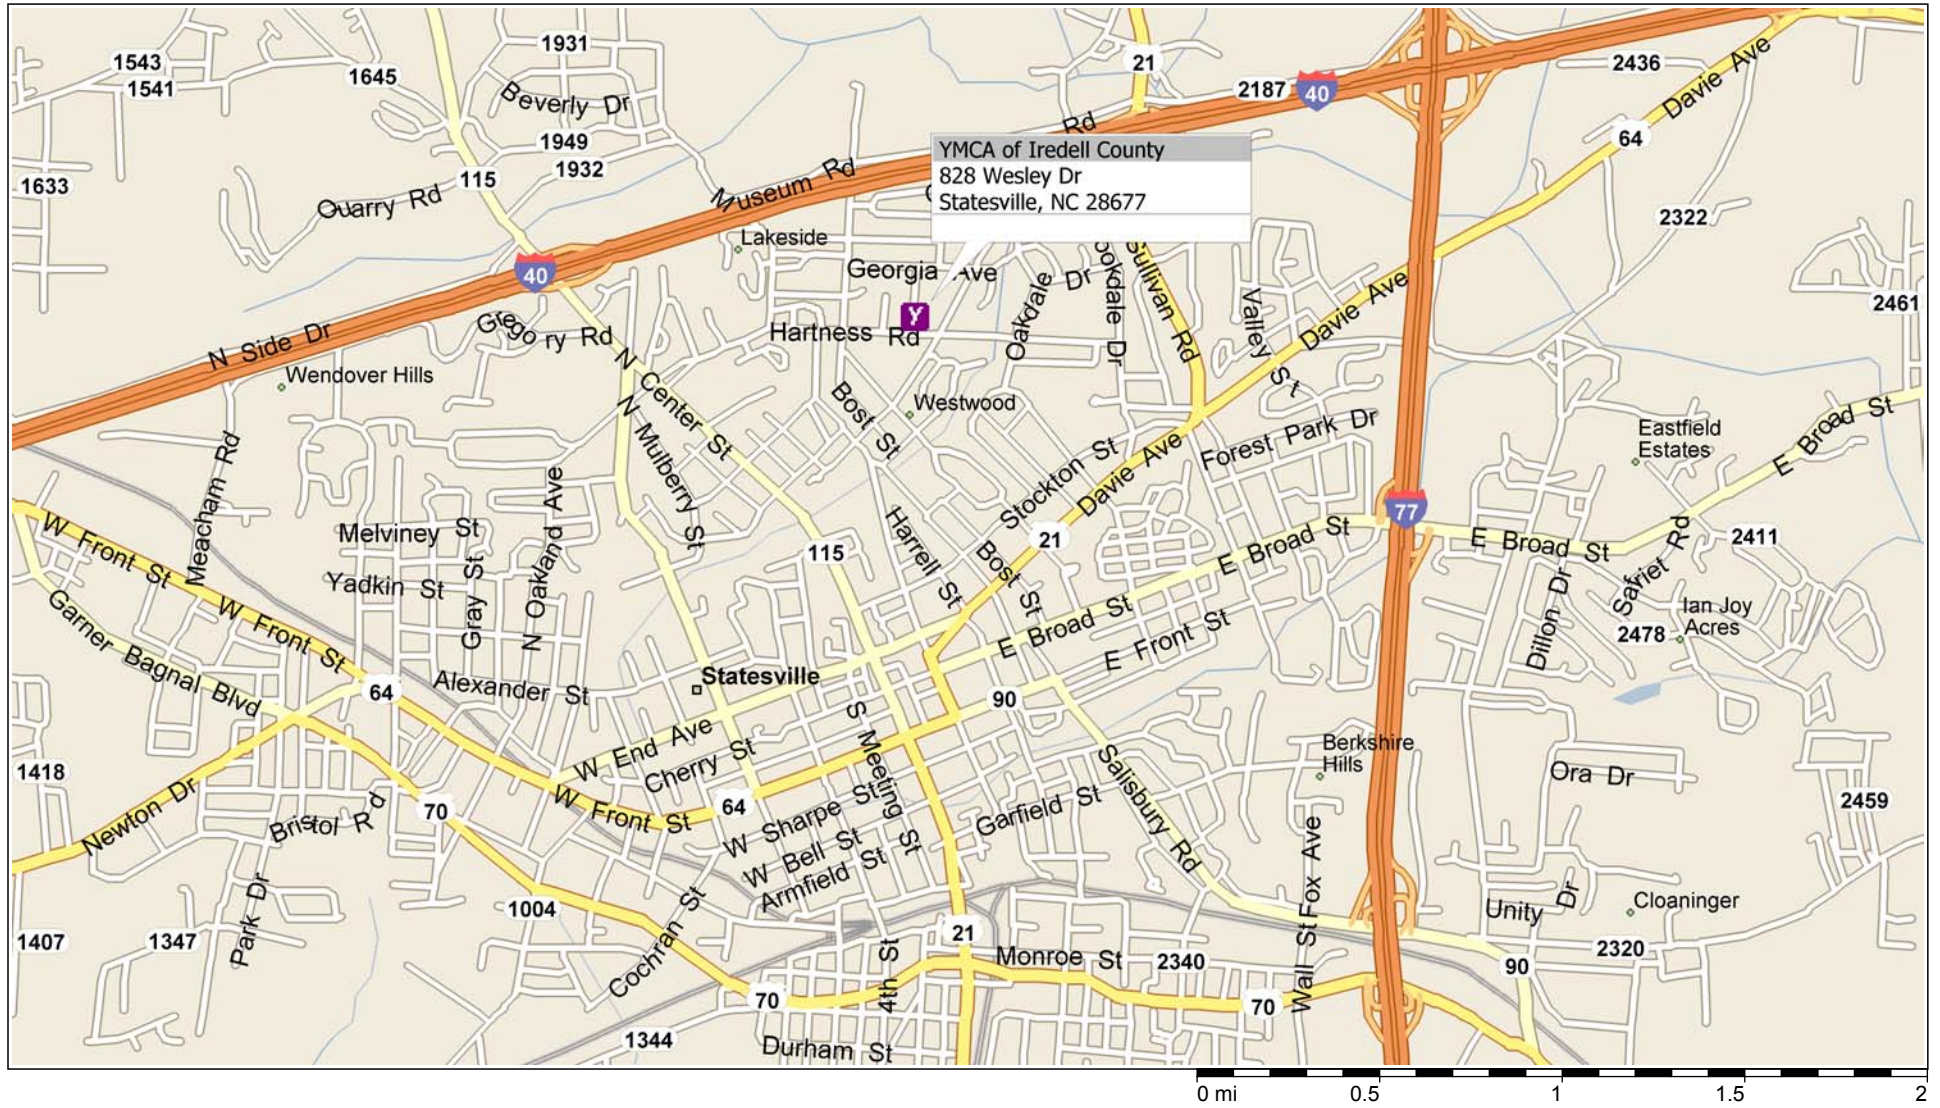 1931
1543
1645
21
2436
Davie Ave
1541
Beverly Dr
2187
40
Rd
64
1949
YMCA of Iredell County
828 Wesley Dr
Statesville, NC 28677
1932
Museum Rd
115
1633
Quarry Rd
2322
Lakeside
40
Georgia Ave
Oakdale Dr
ookdale Dr
Sullivan Rd
Valley St
Davie Ave
2461
Y
Hartness Rd
Gregory Rd
N Side Dr
N Center St
Wendover Hills
Bost St
Westwood
N Mulberry St
Forest Park Dr
Eastfield
Estates
E Broad St
Meacham Rd
Stockton St
Davie Ave
77
W Front St
Melviney St
N Oakland Ave
115
Harrell St
21
Bost St
E Broad St
E Broad St
Safriet Rd
2411
Yadkin St
Gray St
Garner Bagnal Blvd
W Front St
E Broad St
E Front St
Dillon Dr
2478
Ian Joy
Acres
64
Alexander St
Statesville
90
S Meeting St
W End Ave
Cherry St
Salisbury Rd
Berkshire
Hills
Ora Dr
1418
Newton Dr
70
Bristol Rd
W Front St
64
W Sharpe St
Garfield St
2459
W Bell St
Armfield St
Fox Ave
Park Dr
1004
Cochran St
Unity Dr
Cloaninger
1407
1347
21
4th St
Monroe St
2340
Wall St
2320
90
70
70
1344
Durham St
0 mi 0.5 1 1.5 2